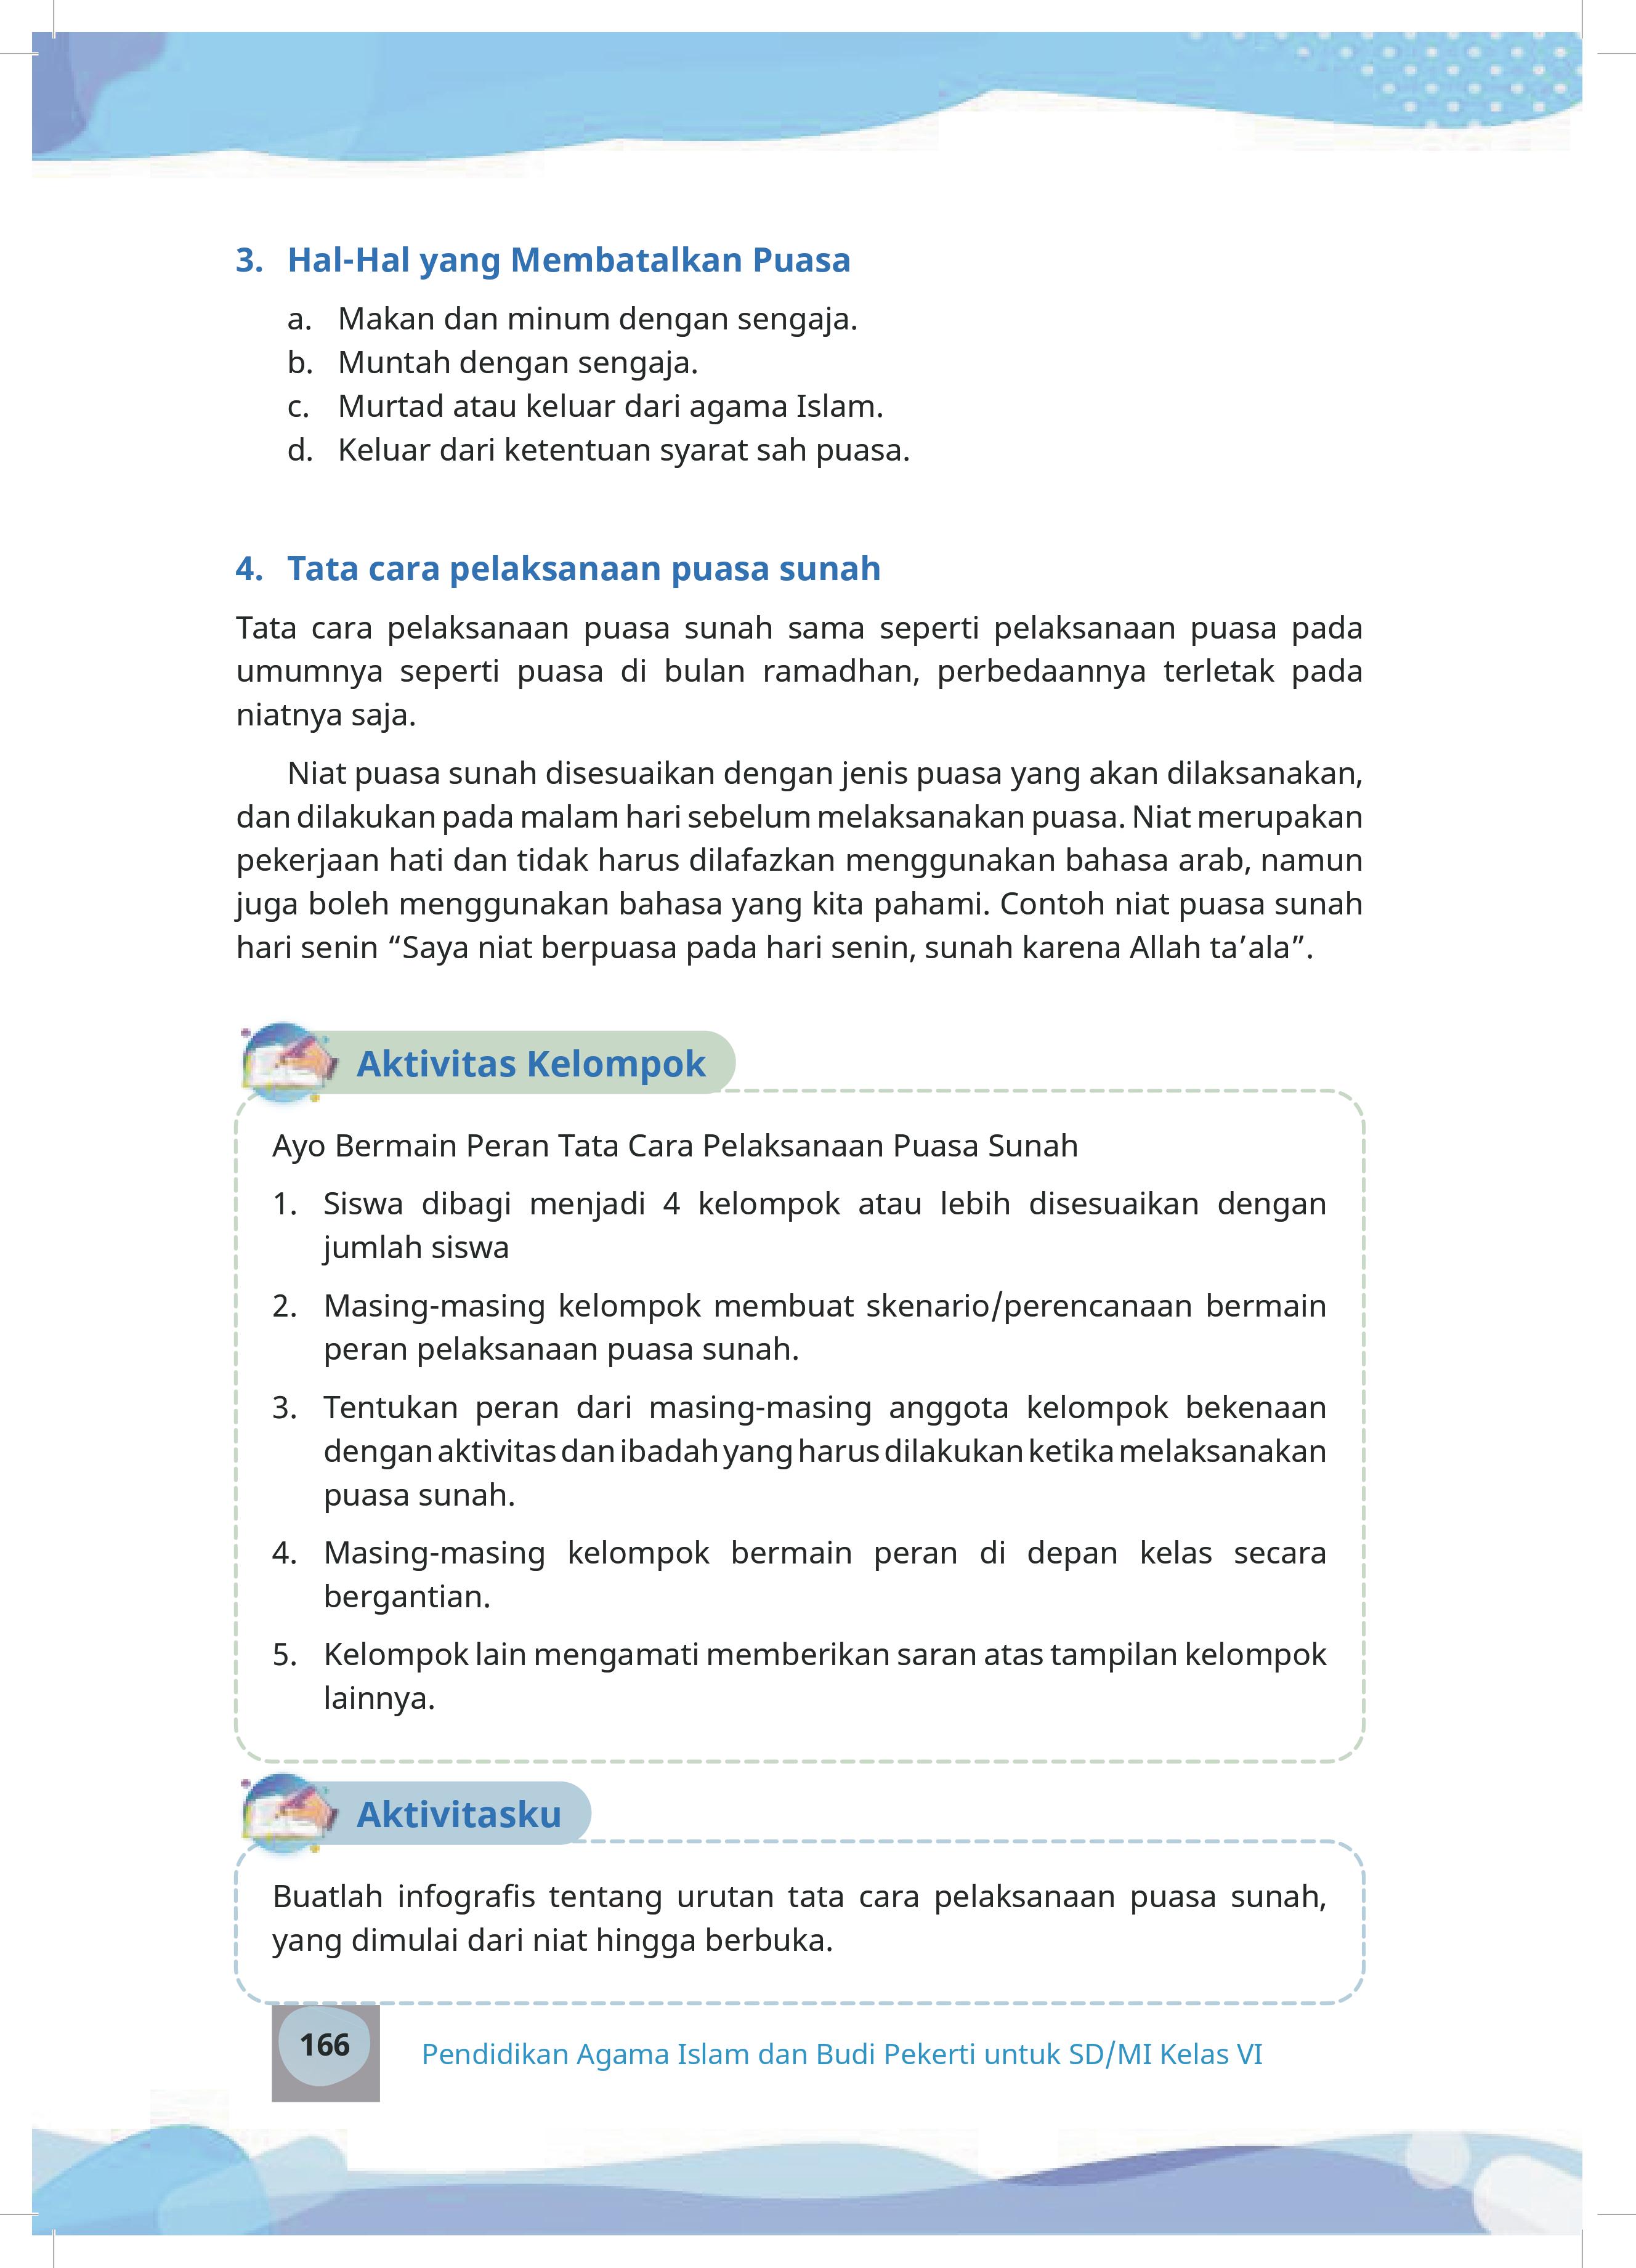 3. Hal-Hal yang Membatalkan Puasa
a. Makan dan minum dengan sengaja.
b. Muntah dengan sengaja.
c. Murtad atau keluar dari agama Islam.
d. Keluar dari ketentuan syarat sah puasa.
4. Tata cara pelaksanaan puasa sunah
Tata cara pelaksanaan puasa sunah sama seperti pelaksanaan puasa pada
umumnya seperti puasa di bulan ramadhan, perbedaannya terletak pada
niatnya saja.
Niat puasa sunah disesuaikan dengan jenis puasa yang akan dilaksanakan,
dan dilakukan pada malam hari sebelum melaksanakan puasa. Niat merupakan
pekerjaan hati dan tidak harus dilafazkan menggunakan bahasa arab, namun
juga boleh menggunakan bahasa yang kita pahami. Contoh niat puasa sunah
hari senin “Saya niat berpuasa pada hari senin, sunah karena Allah ta’ala”.
Aktivitas Kelompok
Ayo Bermain Peran Tata Cara Pelaksanaan Puasa Sunah
1. Siswa dibagi menjadi 4 kelompok atau lebih disesuaikan dengan
jumlah siswa
2. Masing-masing kelompok membuat skenario/perencanaan bermain
peran pelaksanaan puasa sunah.
3. Tentukan peran dari masing-masing anggota kelompok bekenaan
dengan aktivitas dan ibadah yang harus dilakukan ketika melaksanakan
puasa sunah.
4. Masing-masing kelompok bermain peran di depan kelas secara
bergantian.
5. Kelompok lain mengamati memberikan saran atas tampilan kelompok
lainnya.
Aktivitasku
Buatlah infografis tentang urutan tata cara pelaksanaan puasa sunah,
yang dimulai dari niat hingga berbuka.
166 Pendidikan Agama Islam dan Budi Pekerti untuk SD/MI Kelas VI